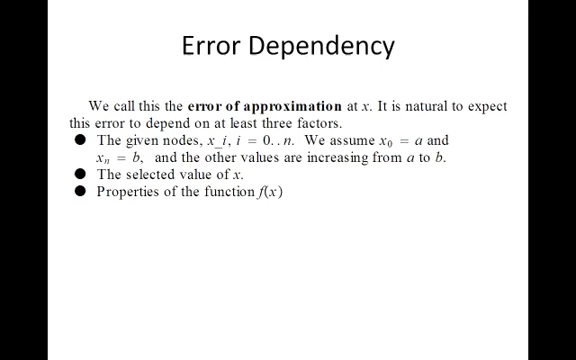 Error Dependency
We call this the error of approximation at x. It is natural to expect
this error to depend on at least three factors.
● The given nodes, x_i, i = 0..n. We assume x₀ = a and
xₙ = b, and the other values are increasing from a to b.
● The selected value of x.
● Properties of the function f(x)